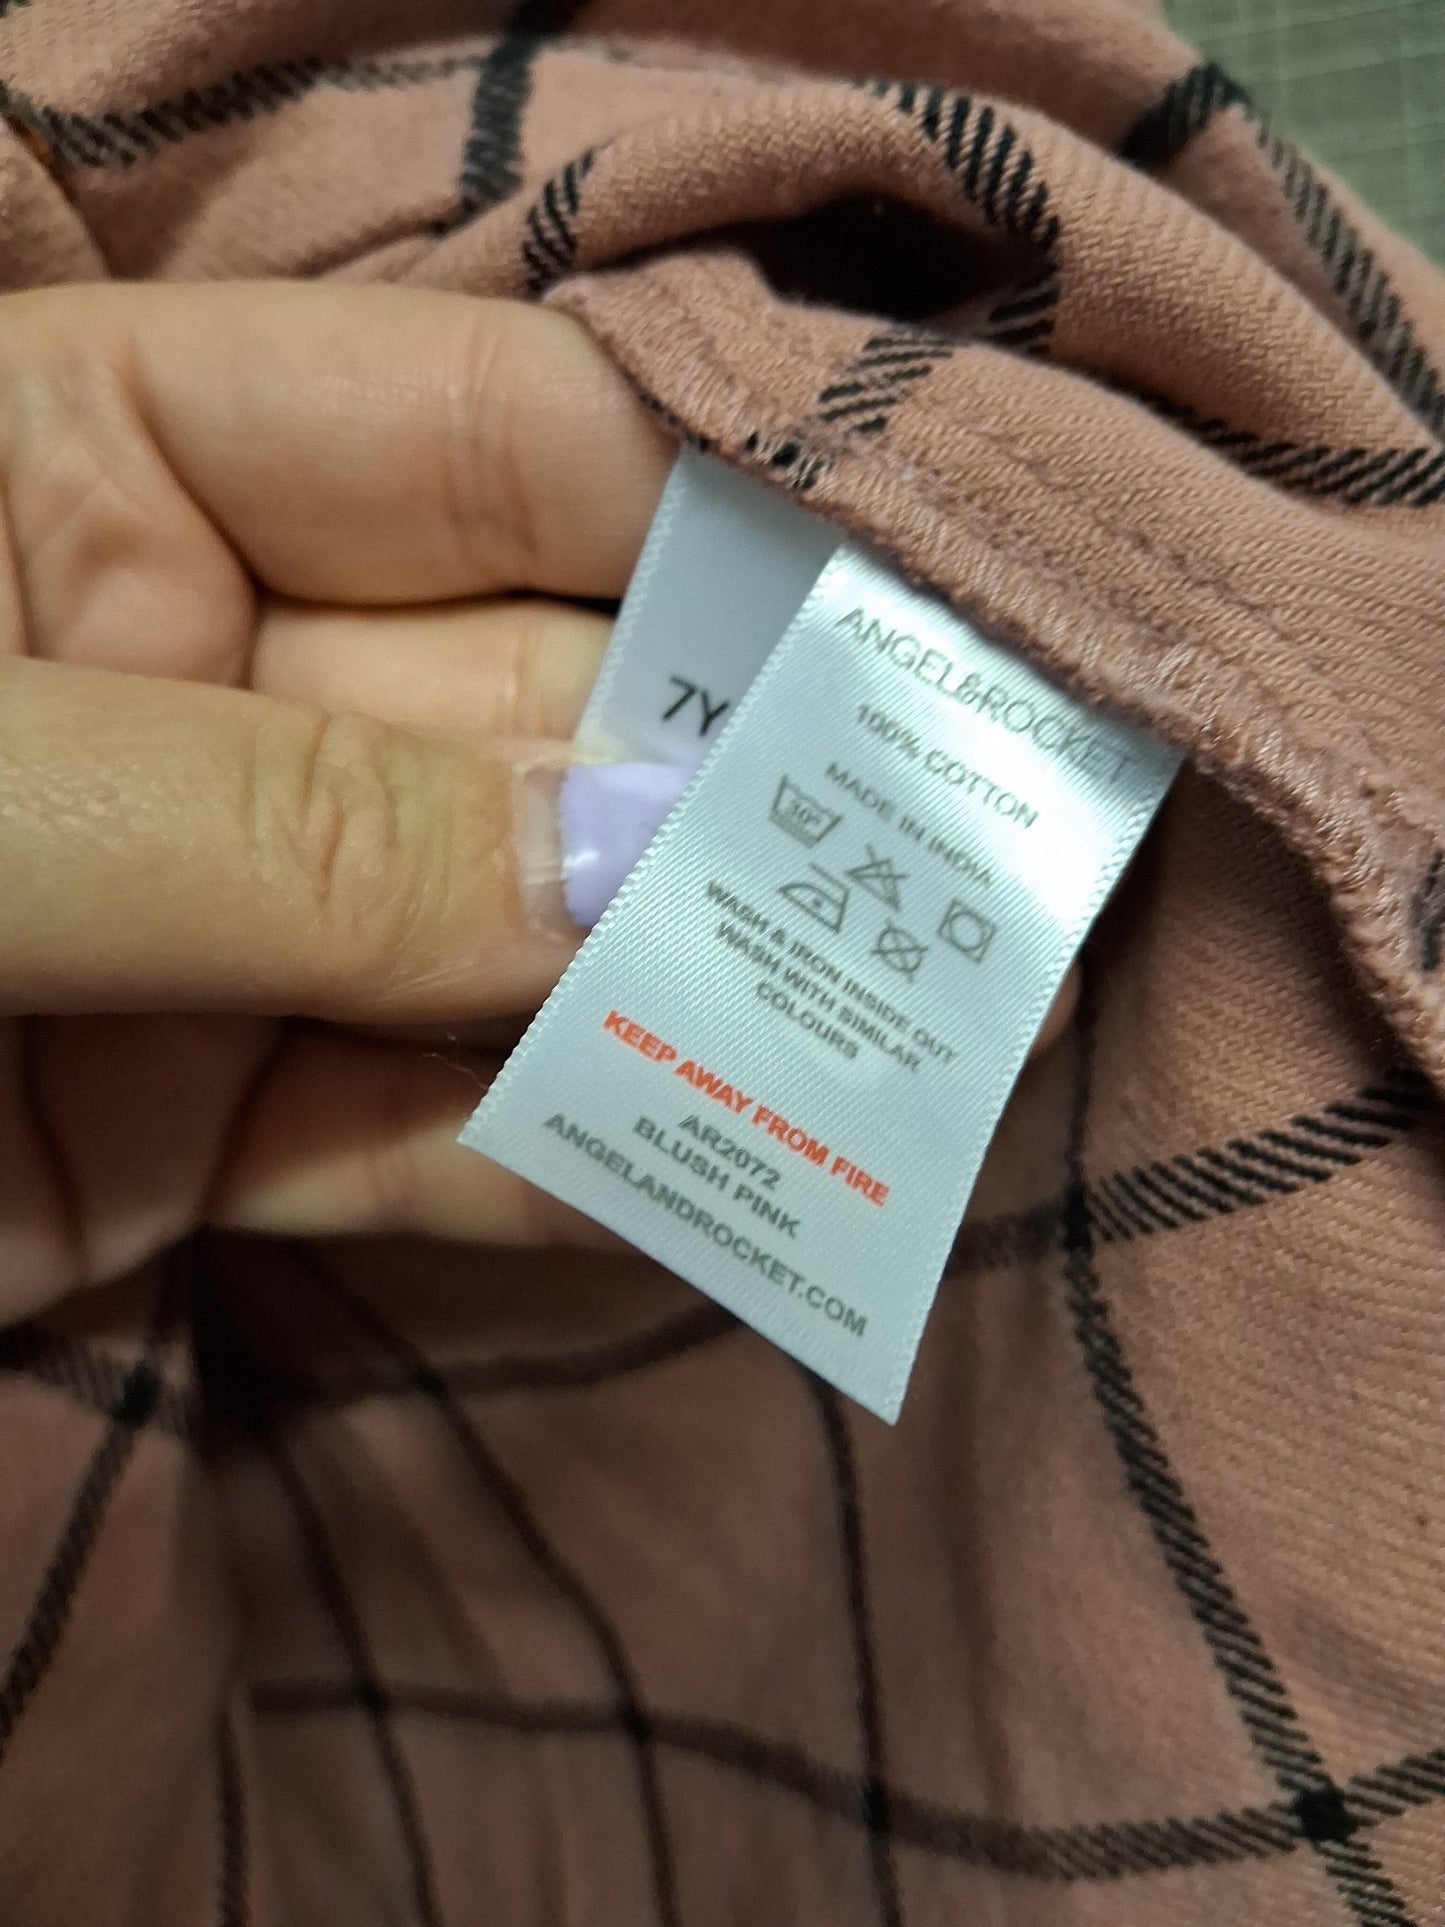 7Y
ANGEL&ROCKET
100% COTTON
MADE IN INDIA
30°
WASH & IRON INSIDE OUT
WASH WITH SIMILAR
COLOURS
KEEP AWAY FROM FIRE
AR2072
BLUSH PINK
ANGELANDROCKET.COM